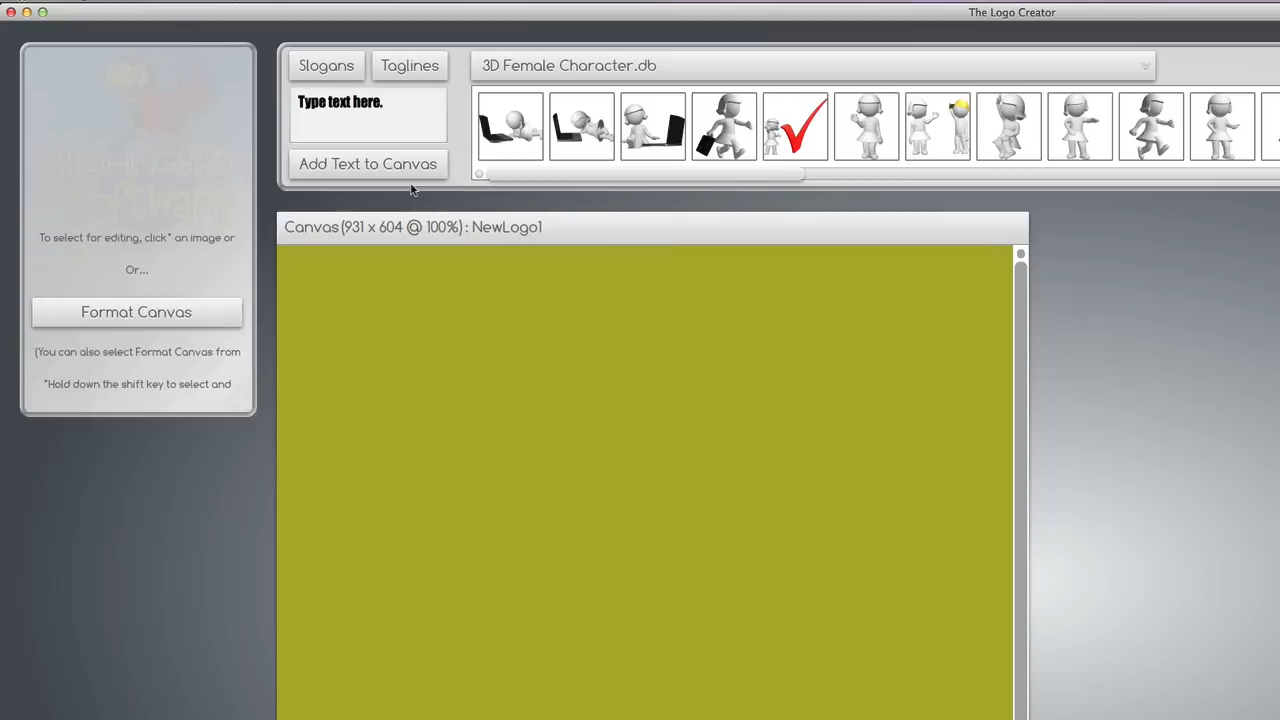 The Logo Creator
Slogans
Taglines
3D Female Character.db
Type text here.
Add Text to Canvas
Canvas (931 x 604 @ 100%) : NewLogo1
software
To select for editing, click* an image or
Or...
Format Canvas
(You can also select Format Canvas from
*Hold down the shift key to select and